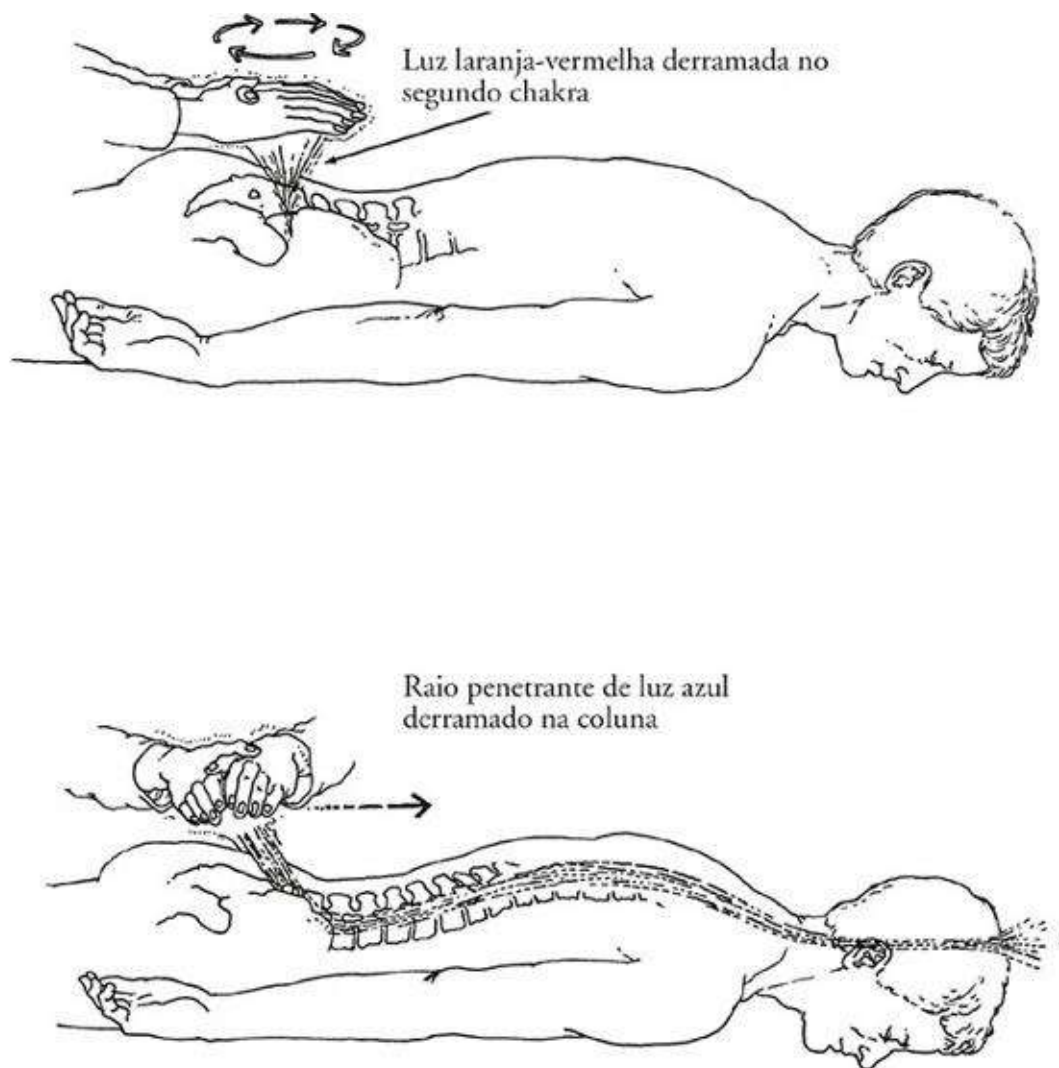 Luz laranja-vermelha derramada no
segundo chakra
Raio penetrante de luz azul
derramado na coluna